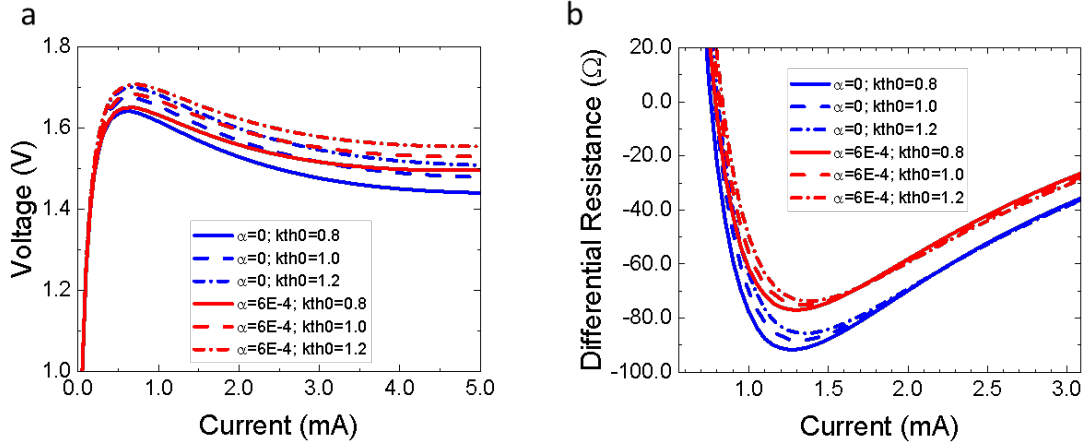 a
1.8
1.6
1.4
1.2
1.0
Voltage (V)
α=0; kth0=0.8
α=0; kth0=1.0
α=0; kth0=1.2
α=6E-4; kth0=0.8
α=6E-4; kth0=1.0
α=6E-4; kth0=1.2
0.0 1.0 2.0 3.0 4.0 5.0
Current (mA)
b
20.0
0.0
-20.0
-40.0
-60.0
-80.0
-100.0
Differential Resistance (Ω)
α=0; kth0=0.8
α=0; kth0=1.0
α=0; kth0=1.2
α=6E-4; kth0=0.8
α=6E-4; kth0=1.0
α=6E-4; kth0=1.2
1.0 1.5 2.0 2.5 3.0
Current (mA)